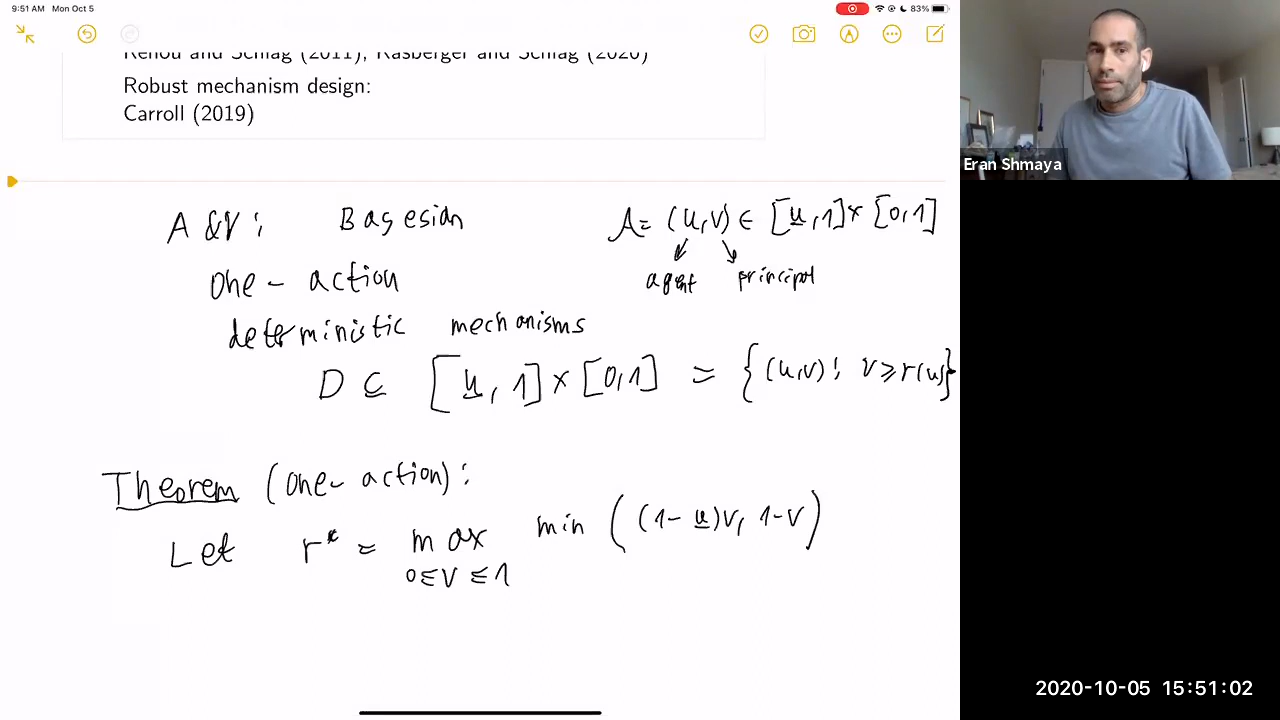 9:51 AM Mon Oct 5
83%
Renou and Schlag (2011), Kasberger and Schlag (2020)
Robust mechanism design:
Carroll (2019)
A &V: Bayesian
A = (u,v) ∈ [u̲,1]×[0,1]
agent principal
one-action
deterministic mechanisms
D ⊆ [u̲, 1] × [0,1] = {(u,v): v ⩾ r(u)}
Theorem (one-action):
Let r* = max min ((1-u̲)v, 1-v)
0≤v≤1
Eran Shmaya
2020-10-05 15:51:02